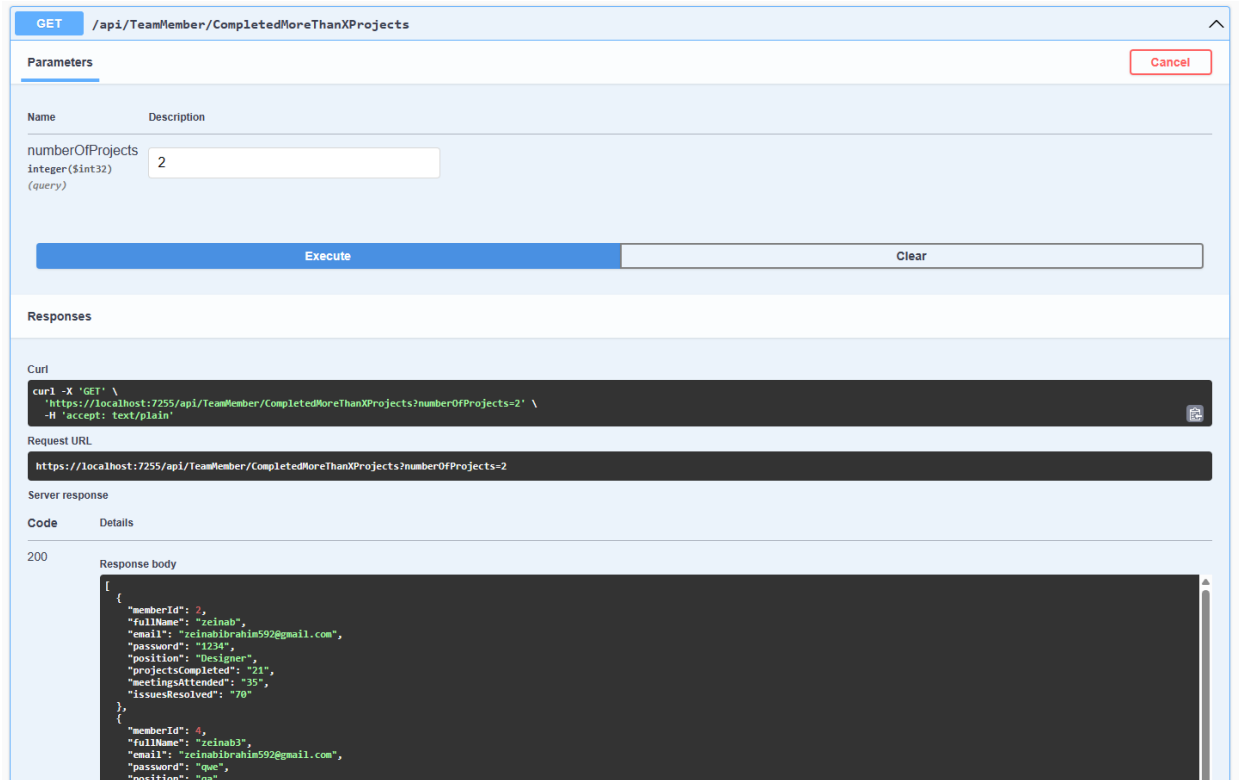 GET /api/TeamMember/CompletedMoreThanXProjects
Parameters
Cancel
Name Description
numberOfProjects
integer($int32)
(query)
2
Execute Clear
Responses
Curl
curl -X 'GET' \
'https://localhost:7255/api/TeamMember/CompletedMoreThanXProjects?numberOfProjects=2' \
-H 'accept: text/plain'
Request URL
https://localhost:7255/api/TeamMember/CompletedMoreThanXProjects?numberOfProjects=2
Server response
Code Details
200
Response body
[
{
"memberId": 2,
"fullName": "zeinab",
"email": "zeinabibrahim592@gmail.com",
"password": "1234",
"position": "Designer",
"projectsCompleted": "21",
"meetingsAttended": "35",
"issuesResolved": "70"
},
{
"memberId": 4,
"fullName": "zeinab3",
"email": "zeinabibrahim592@gmail.com",
"password": "qwe",
"position": "qa",